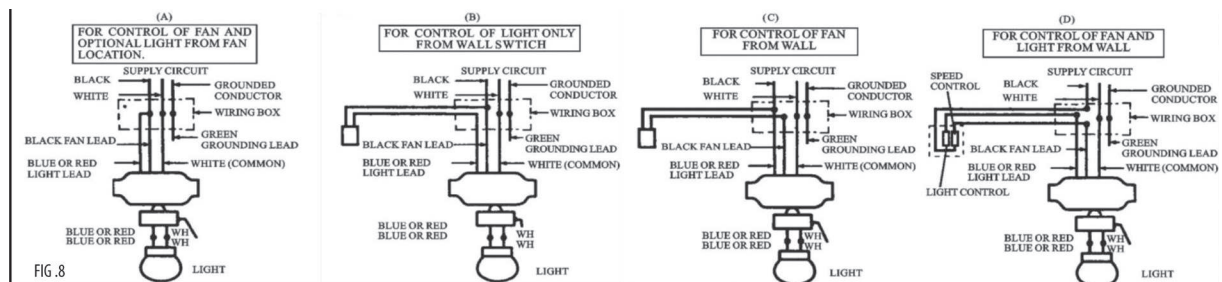 (A)
FOR CONTROL OF FAN AND
OPTIONAL LIGHT FROM FAN
LOCATION.
SUPPLY CIRCUIT
BLACK
WHITE
GROUNDED
CONDUCTOR
WIRING BOX
GREEN
GROUNDING LEAD
BLACK FAN LEAD
BLUE OR RED
LIGHT LEAD
WHITE (COMMON)
BLUE OR RED
BLUE OR RED
WH
WH
LIGHT
FIG .8
(B)
FOR CONTROL OF LIGHT ONLY
FROM WALL SWTICH
SUPPLY CIRCUIT
BLACK
WHITE
GROUNDED
CONDUCTOR
WIRING BOX
GREEN
GROUNDING LEAD
BLACK FAN LEAD
BLUE OR RED
LIGHT LEAD
WHITE (COMMON)
BLUE OR RED
BLUE OR RED
WH
WH
LIGHT
(C)
FOR CONTROL OF FAN
FROM WALL
SUPPLY CIRCUIT
BLACK
WHITE
GROUNDED
CONDUCTOR
WIRING BOX
GREEN
GROUNDING LEAD
BLACK FAN LEAD
BLUE OR RED
LIGHT LEAD
WHITE (COMMON)
BLUE OR RED
BLUE OR RED
WH
WH
LIGHT
(D)
FOR CONTROL OF FAN AND
LIGHT FROM WALL
SPEED
CONTROL
SUPPLY CIRCUIT
BLACK
WHITE
GROUNDED
CONDUCTOR
WIRING BOX
GREEN
GROUNDING LEAD
BLACK FAN LEAD
BLUE OR RED
LIGHT LEAD
WHITE (COMMON)
LIGHT CONTROL
BLUE OR RED
BLUE OR RED
WH
WH
LIGHT